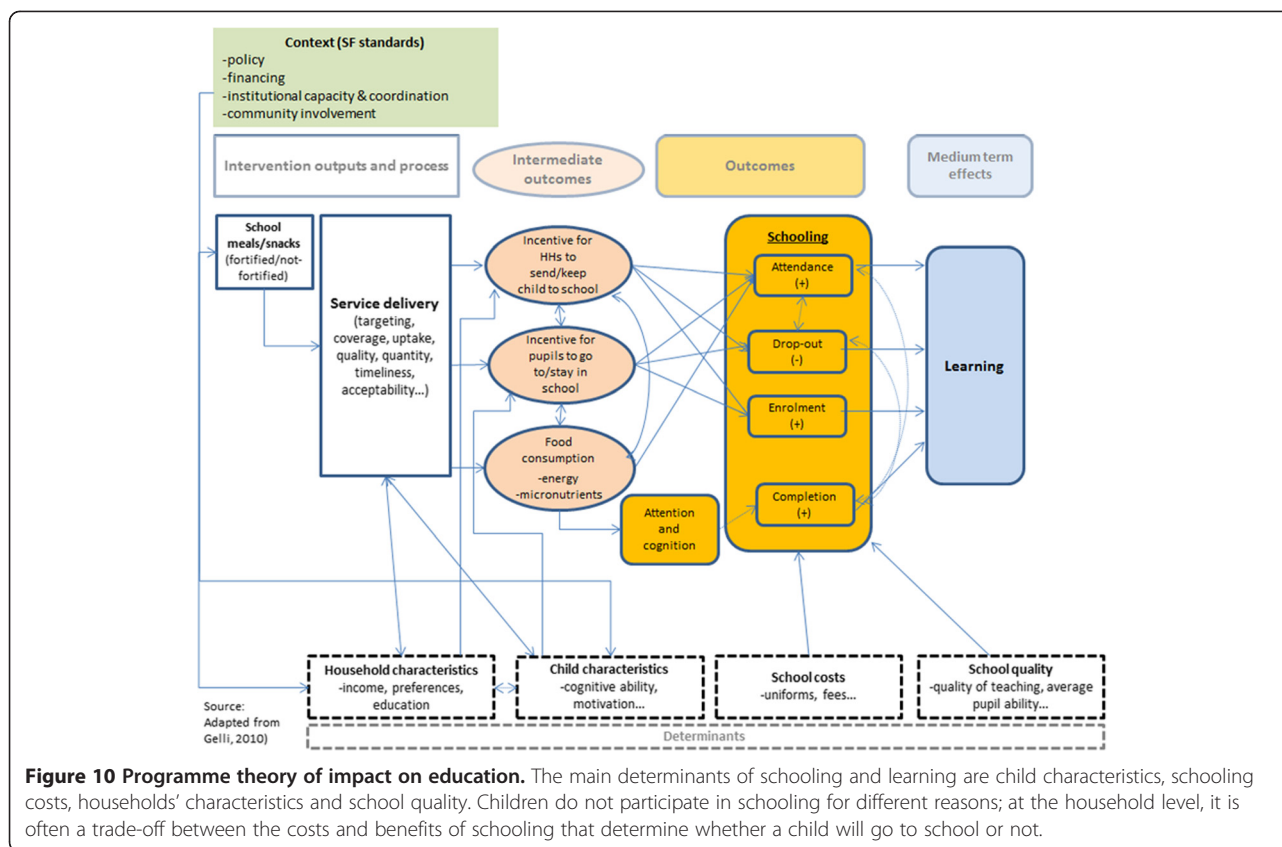 Context (SF standards)
-policy
-financing
-institutional capacity & coordination
-community involvement
Intervention outputs and process
Intermediate
outcomes
Outcomes
Medium term
effects
School
meals/snacks
(fortified/not-
fortified)
Service delivery
(targeting,
coverage, uptake,
quality, quantity,
timeliness,
acceptability...)
Incentive for
HHs to
send/keep
child to school
Incentive for
pupils to go
to/stay in
school
Food
consumption
-energy
-micronutrients
Attention
and
cognition
Schooling
Attendance
(+)
Drop-out
(-)
Enrolment
(+)
Completion
(+)
Learning
Household characteristics
-income, preferences,
education
Child characteristics
-cognitive ability,
motivation...
School costs
-uniforms, fees...
School quality
-quality of teaching, average
pupil ability...
Source:
Adapted from
Gelli, 2010)
Determinants
Figure 10 Programme theory of impact on education. The main determinants of schooling and learning are child characteristics, schooling
costs, households' characteristics and school quality. Children do not participate in schooling for different reasons; at the household level, it is
often a trade-off between the costs and benefits of schooling that determine whether a child will go to school or not.